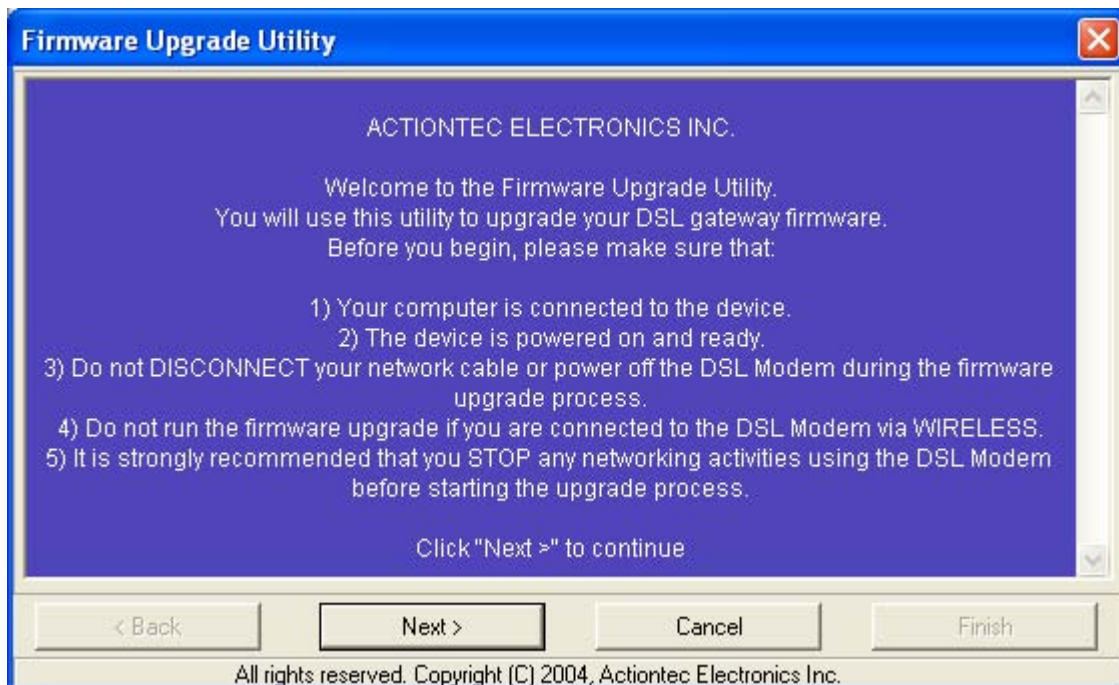 Firmware Upgrade Utility
ACTIONTEC ELECTRONICS INC.
Welcome to the Firmware Upgrade Utility.
You will use this utility to upgrade your DSL gateway firmware.
Before you begin, please make sure that:
1) Your computer is connected to the device.
2) The device is powered on and ready.
3) Do not DISCONNECT your network cable or power off the DSL Modem during the firmware
upgrade process.
4) Do not run the firmware upgrade if you are connected to the DSL Modem via WIRELESS.
5) It is strongly recommended that you STOP any networking activities using the DSL Modem
before starting the upgrade process.
Click "Next >" to continue
< Back Next > Cancel Finish
All rights reserved. Copyright (C) 2004, Actiontec Electronics Inc.